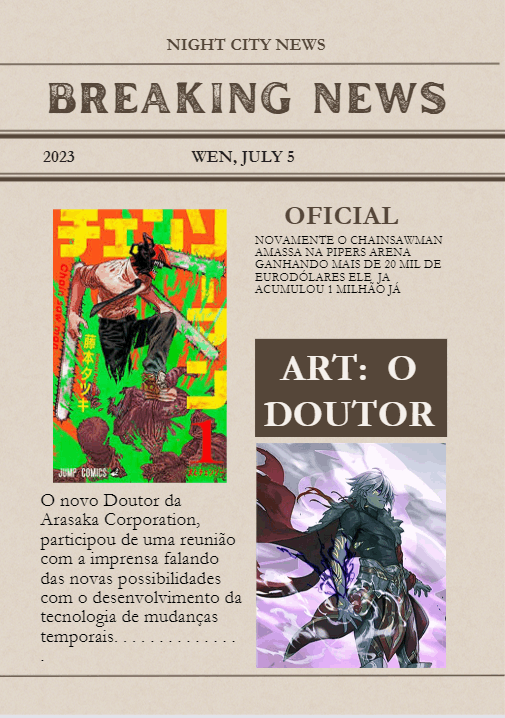 NIGHT CITY NEWS
BREAKING NEWS
2023
WEN, JULY 5
OFICIAL
NOVAMENTE O CHAINSAWMAN
AMASSA NA PIPERS ARENA
GANHANDO MAIS DE 20 MIL DE
EURODÓLARES ELE JA
ACUMULOU 1 MILHÃO JÁ
チェンソーマン
Chain saw man
藤本タツキ
1
JUMP COMICS
ART: O
DOUTOR
O novo Doutor da
Arasaka Corporation,
participou de uma reunião
com a imprensa falando
das novas possibilidades
com o desenvolvimento da
tecnologia de mudanças
temporais. . . . . . . . . . . . . .
.